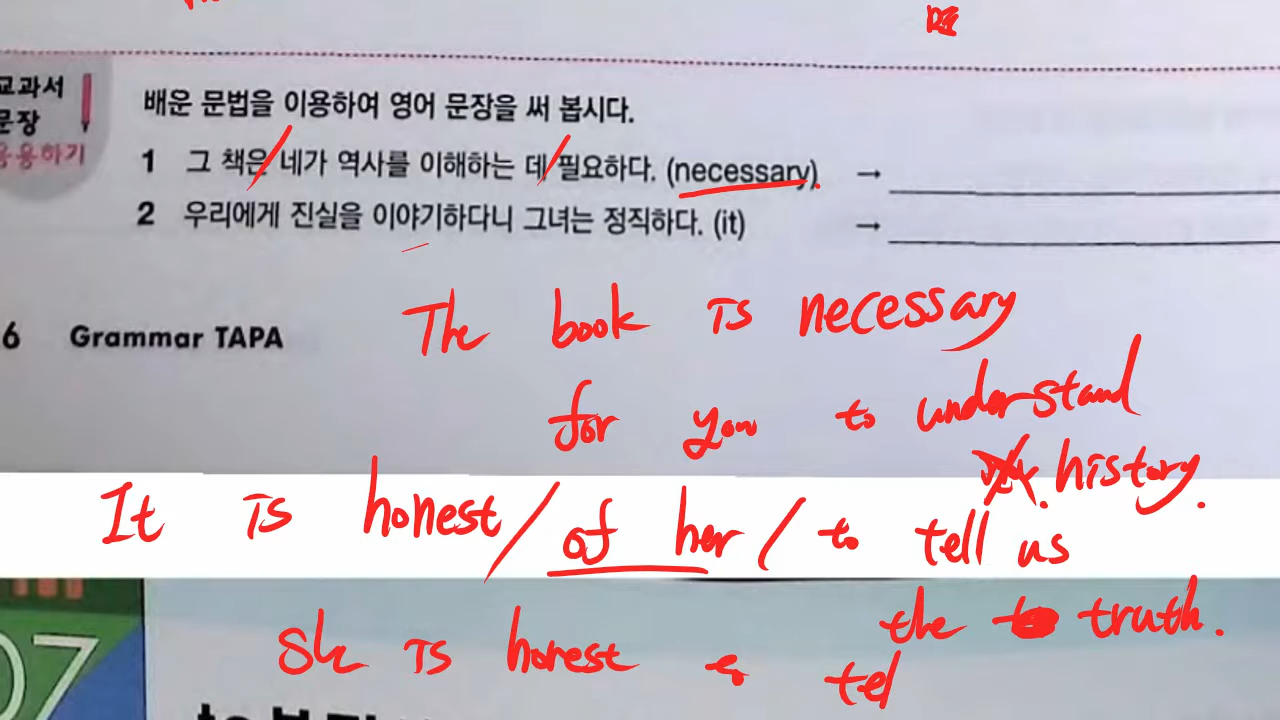 교과서
배운 문법을 이용하여 영어 문장을 써 봅시다.
문장
응용하기
1 그 책은 네가 역사를 이해하는 데 필요하다. (necessary) →
2 우리에게 진실을 이야기하다니 그녀는 정직하다. (it) →
6 Grammar TAPA
The book is necessary
for you to understand
history.
It is honest / of her / to tell us
the truth.
She is honest to tel
07